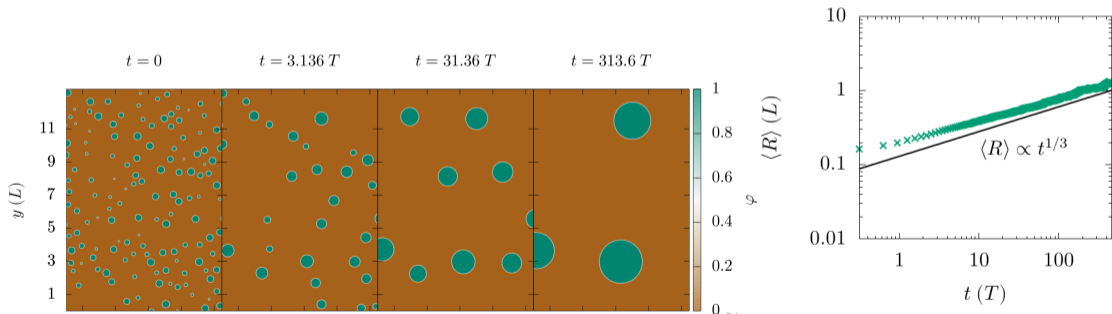 t = 0
t = 3.136 T
t = 31.36 T
t = 313.6 T
y (L)
11
9
7
5
3
1
1
0.8
0.6
0.4
0.2
0
φ
⟨R⟩ (L)
10
1
0.1
0.01
⟨R⟩ ∝ t^{1/3}
1
10
100
t (T)